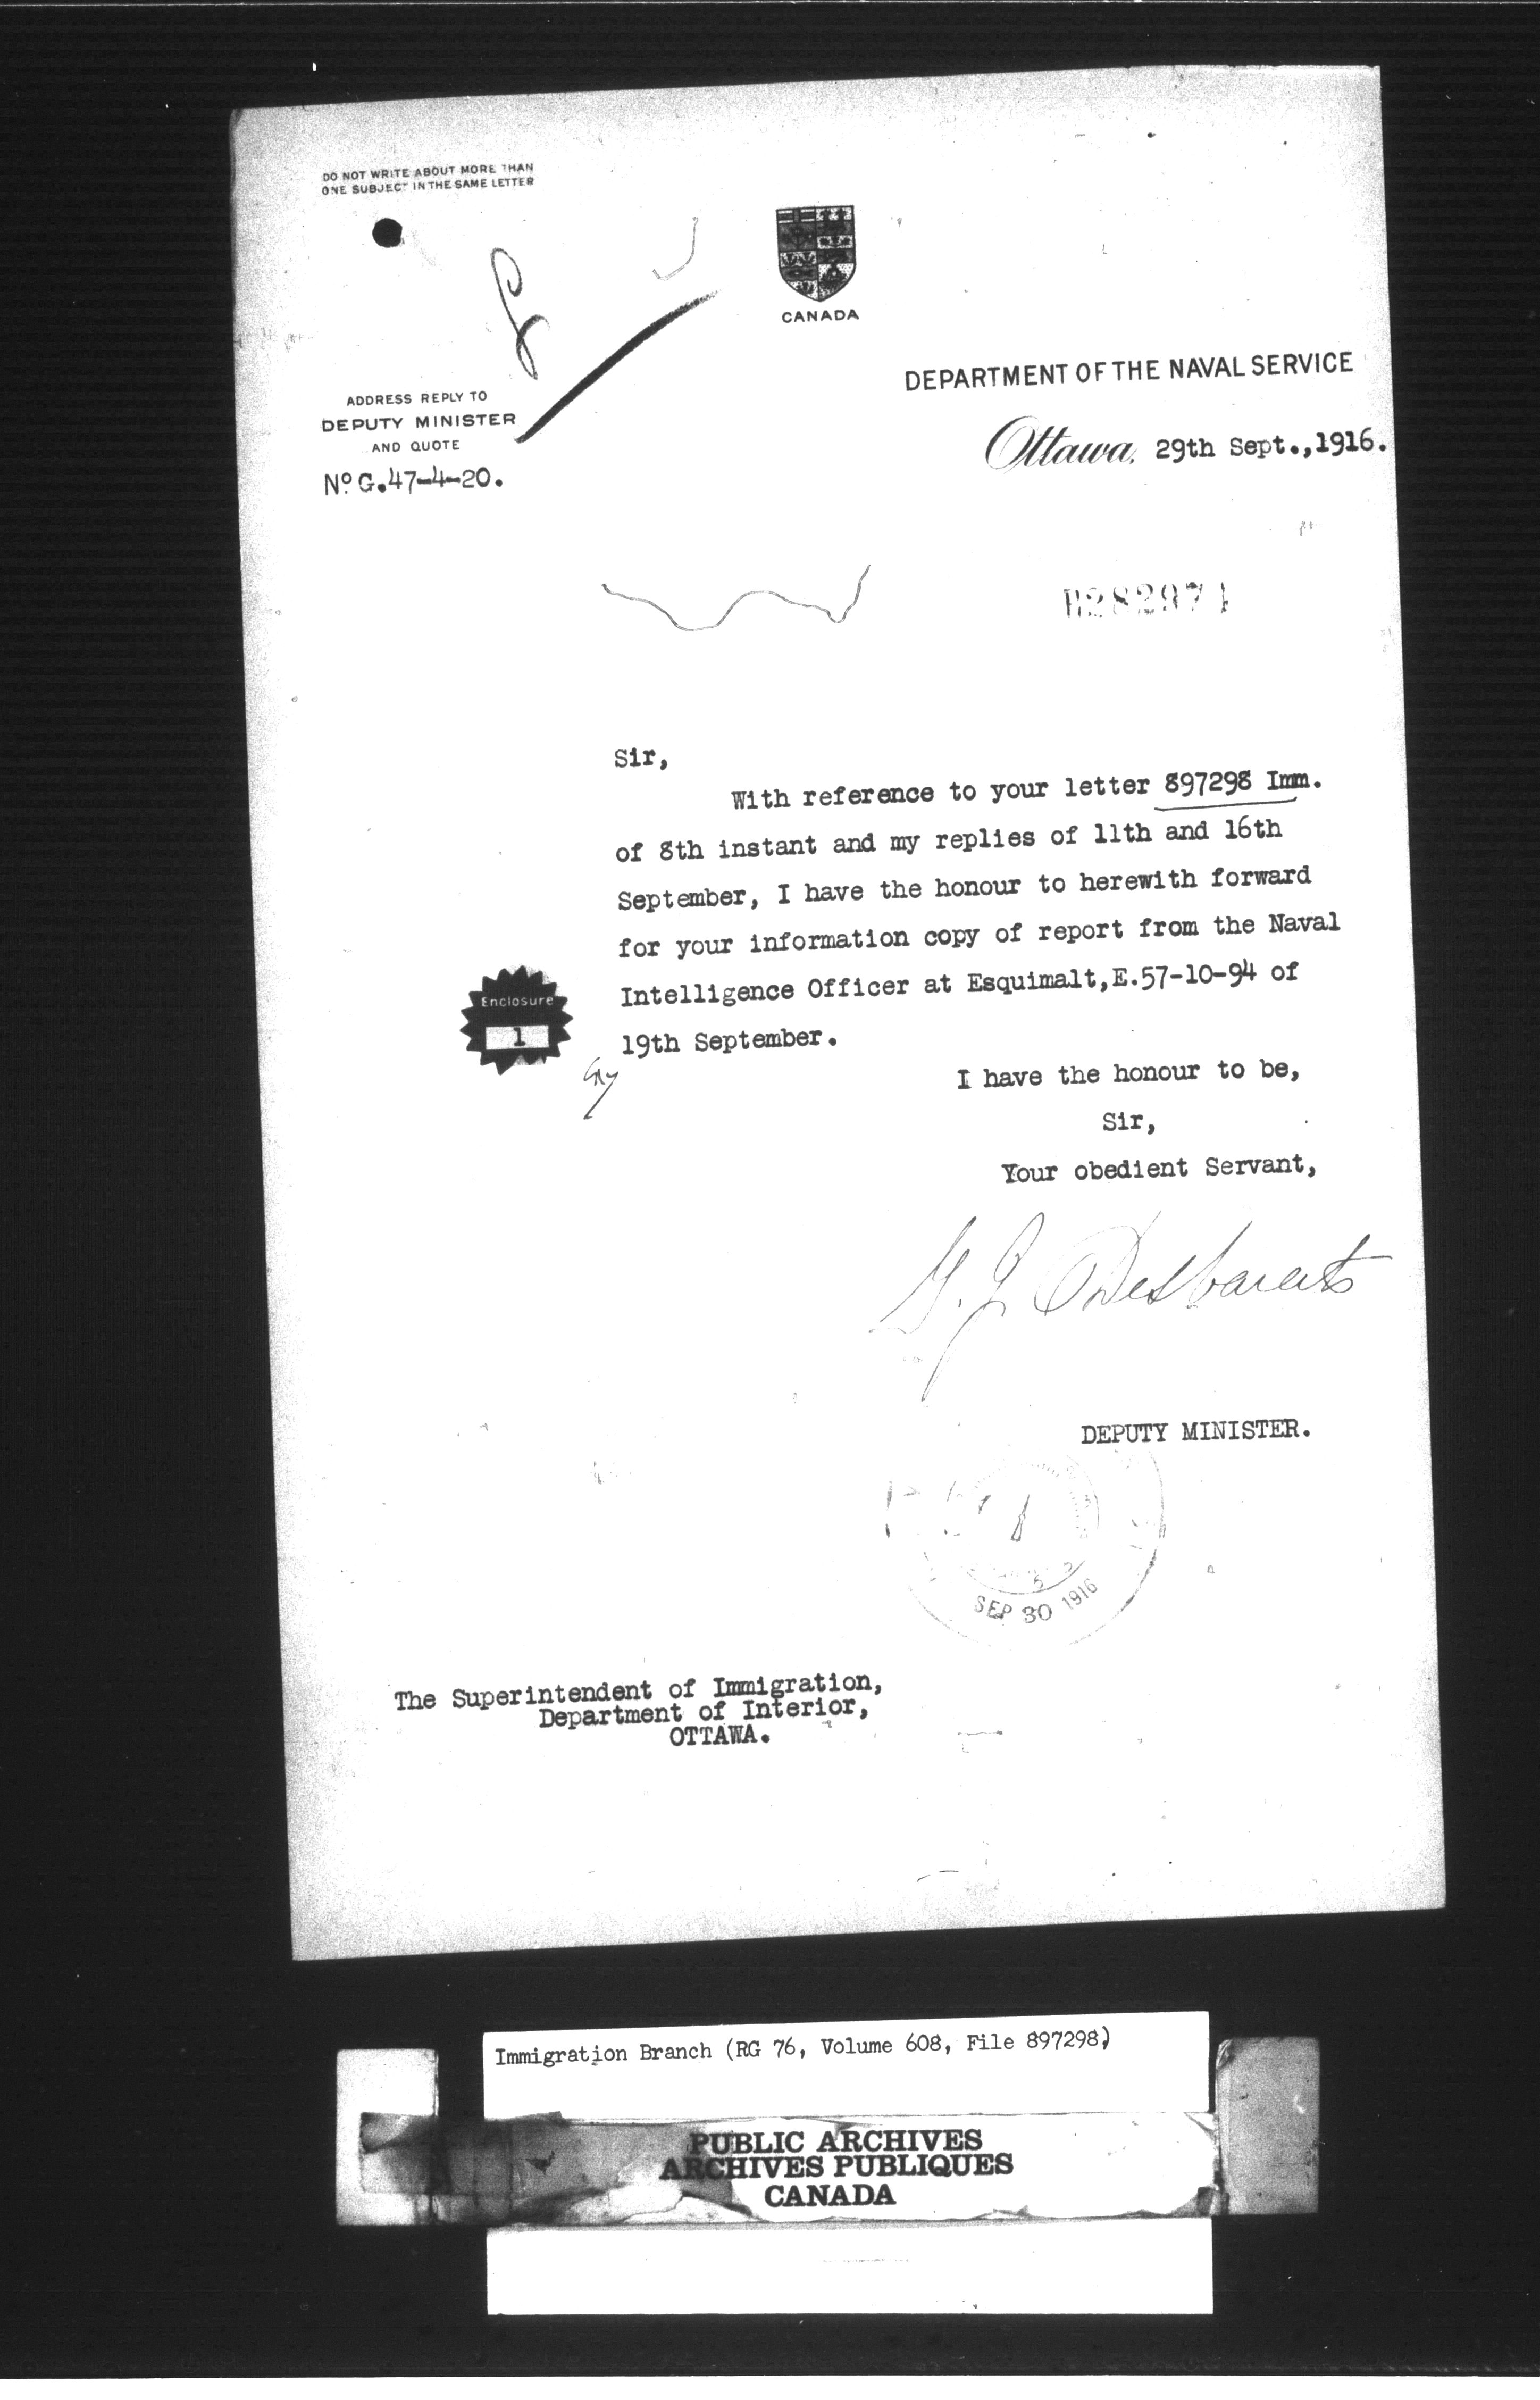 DO NOT WRITE ABOUT MORE THAN
ONE SUBJECT IN THE SAME LETTER
CANADA
DEPARTMENT OF THE NAVAL SERVICE
Ottawa, 29th Sept.,1916.
ADDRESS REPLY TO
DEPUTY MINISTER
AND QUOTE
No G.47-4-20.
Sir,
With reference to your letter 897298 Imm.
of 8th instant and my replies of 11th and 16th
September, I have the honour to herewith forward
for your information copy of report from the Naval
Intelligence Officer at Esquimalt,E.57-10-94 of
19th September.
Enclosure
1
I have the honour to be,
Sir,
Your obedient Servant,
G. J. Desbarats
DEPUTY MINISTER.
SEP 30 1916
The Superintendent of Immigration,
Department of Interior,
OTTAWA.
Immigration Branch (RG 76, Volume 608, File 897298)
PUBLIC ARCHIVES
ARCHIVES PUBLIQUES
CANADA